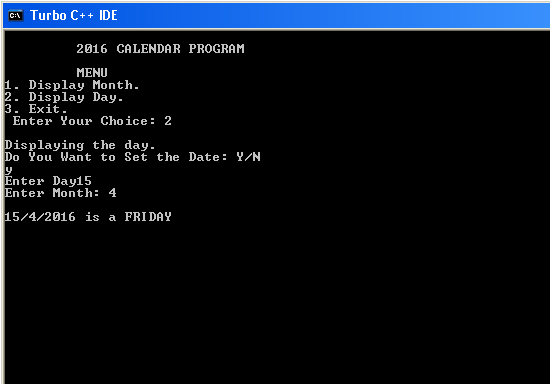 Turbo C++ IDE
2016 CALENDAR PROGRAM
MENU
1. Display Month.
2. Display Day.
3. Exit.
Enter Your Choice: 2
Displaying the day.
Do You Want to Set the Date: Y/N
y
Enter Day15
Enter Month: 4
15/4/2016 is a FRIDAY